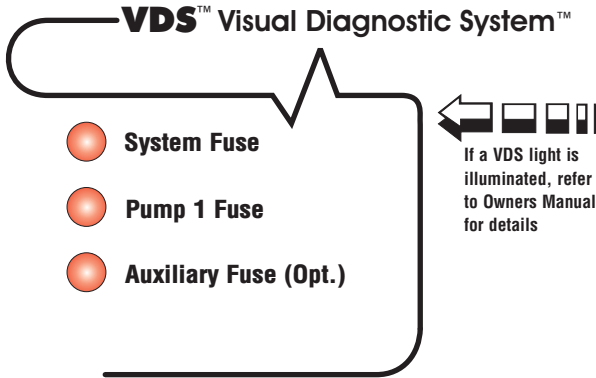 VDS™ Visual Diagnostic System™
System Fuse
Pump 1 Fuse
Auxiliary Fuse (Opt.)
If a VDS light is
illuminated, refer
to Owners Manual
for details